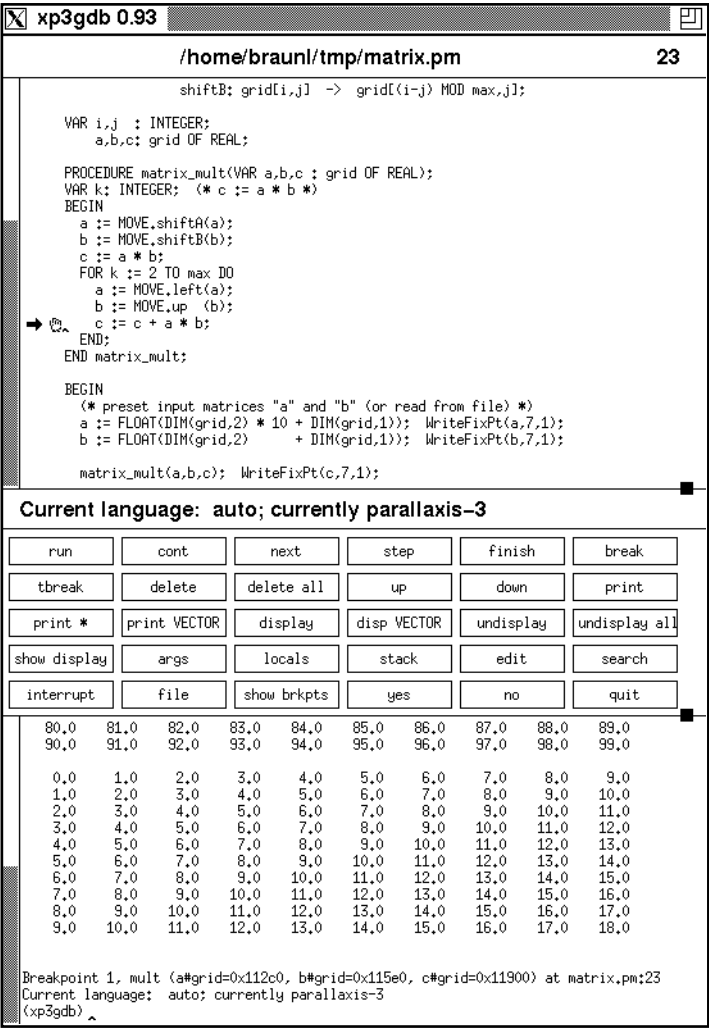 xp3gdb 0.93
/home/braunl/tmp/matrix.pm 23
shiftB: grid[i,j] -> grid[(i-j) MOD max,j];
VAR i,j : INTEGER;
a,b,c: grid OF REAL;
PROCEDURE matrix_mult(VAR a,b,c : grid OF REAL);
VAR k: INTEGER; (* c := a * b *)
BEGIN
a := MOVE.shiftA(a);
b := MOVE.shiftB(b);
c := a * b;
FOR k := 2 TO max DO
a := MOVE.left(a);
b := MOVE.up (b);
c := c + a * b;
END;
END matrix_mult;
BEGIN
(* preset input matrices "a" and "b" (or read from file) *)
a := FLOAT(DIM(grid,2) * 10 + DIM(grid,1)); WriteFixPt(a,7,1);
b := FLOAT(DIM(grid,2) + DIM(grid,1)); WriteFixPt(b,7,1);
matrix_mult(a,b,c); WriteFixPt(c,7,1);
Current language: auto; currently parallaxis-3
run cont next step finish break
tbreak delete delete all up down print
print * print VECTOR display disp VECTOR undisplay undisplay all
show display args locals stack edit search
interrupt file show brkpts yes no quit
80.0 81.0 82.0 83.0 84.0 85.0 86.0 87.0 88.0 89.0
90.0 91.0 92.0 93.0 94.0 95.0 96.0 97.0 98.0 99.0
0.0 1.0 2.0 3.0 4.0 5.0 6.0 7.0 8.0 9.0
1.0 2.0 3.0 4.0 5.0 6.0 7.0 8.0 9.0 10.0
2.0 3.0 4.0 5.0 6.0 7.0 8.0 9.0 10.0 11.0
3.0 4.0 5.0 6.0 7.0 8.0 9.0 10.0 11.0 12.0
4.0 5.0 6.0 7.0 8.0 9.0 10.0 11.0 12.0 13.0
5.0 6.0 7.0 8.0 9.0 10.0 11.0 12.0 13.0 14.0
6.0 7.0 8.0 9.0 10.0 11.0 12.0 13.0 14.0 15.0
7.0 8.0 9.0 10.0 11.0 12.0 13.0 14.0 15.0 16.0
8.0 9.0 10.0 11.0 12.0 13.0 14.0 15.0 16.0 17.0
9.0 10.0 11.0 12.0 13.0 14.0 15.0 16.0 17.0 18.0
Breakpoint 1, mult (a#grid=0x112c0, b#grid=0x115e0, c#grid=0x11900) at matrix.pm:23
Current language: auto; currently parallaxis-3
(xp3gdb)